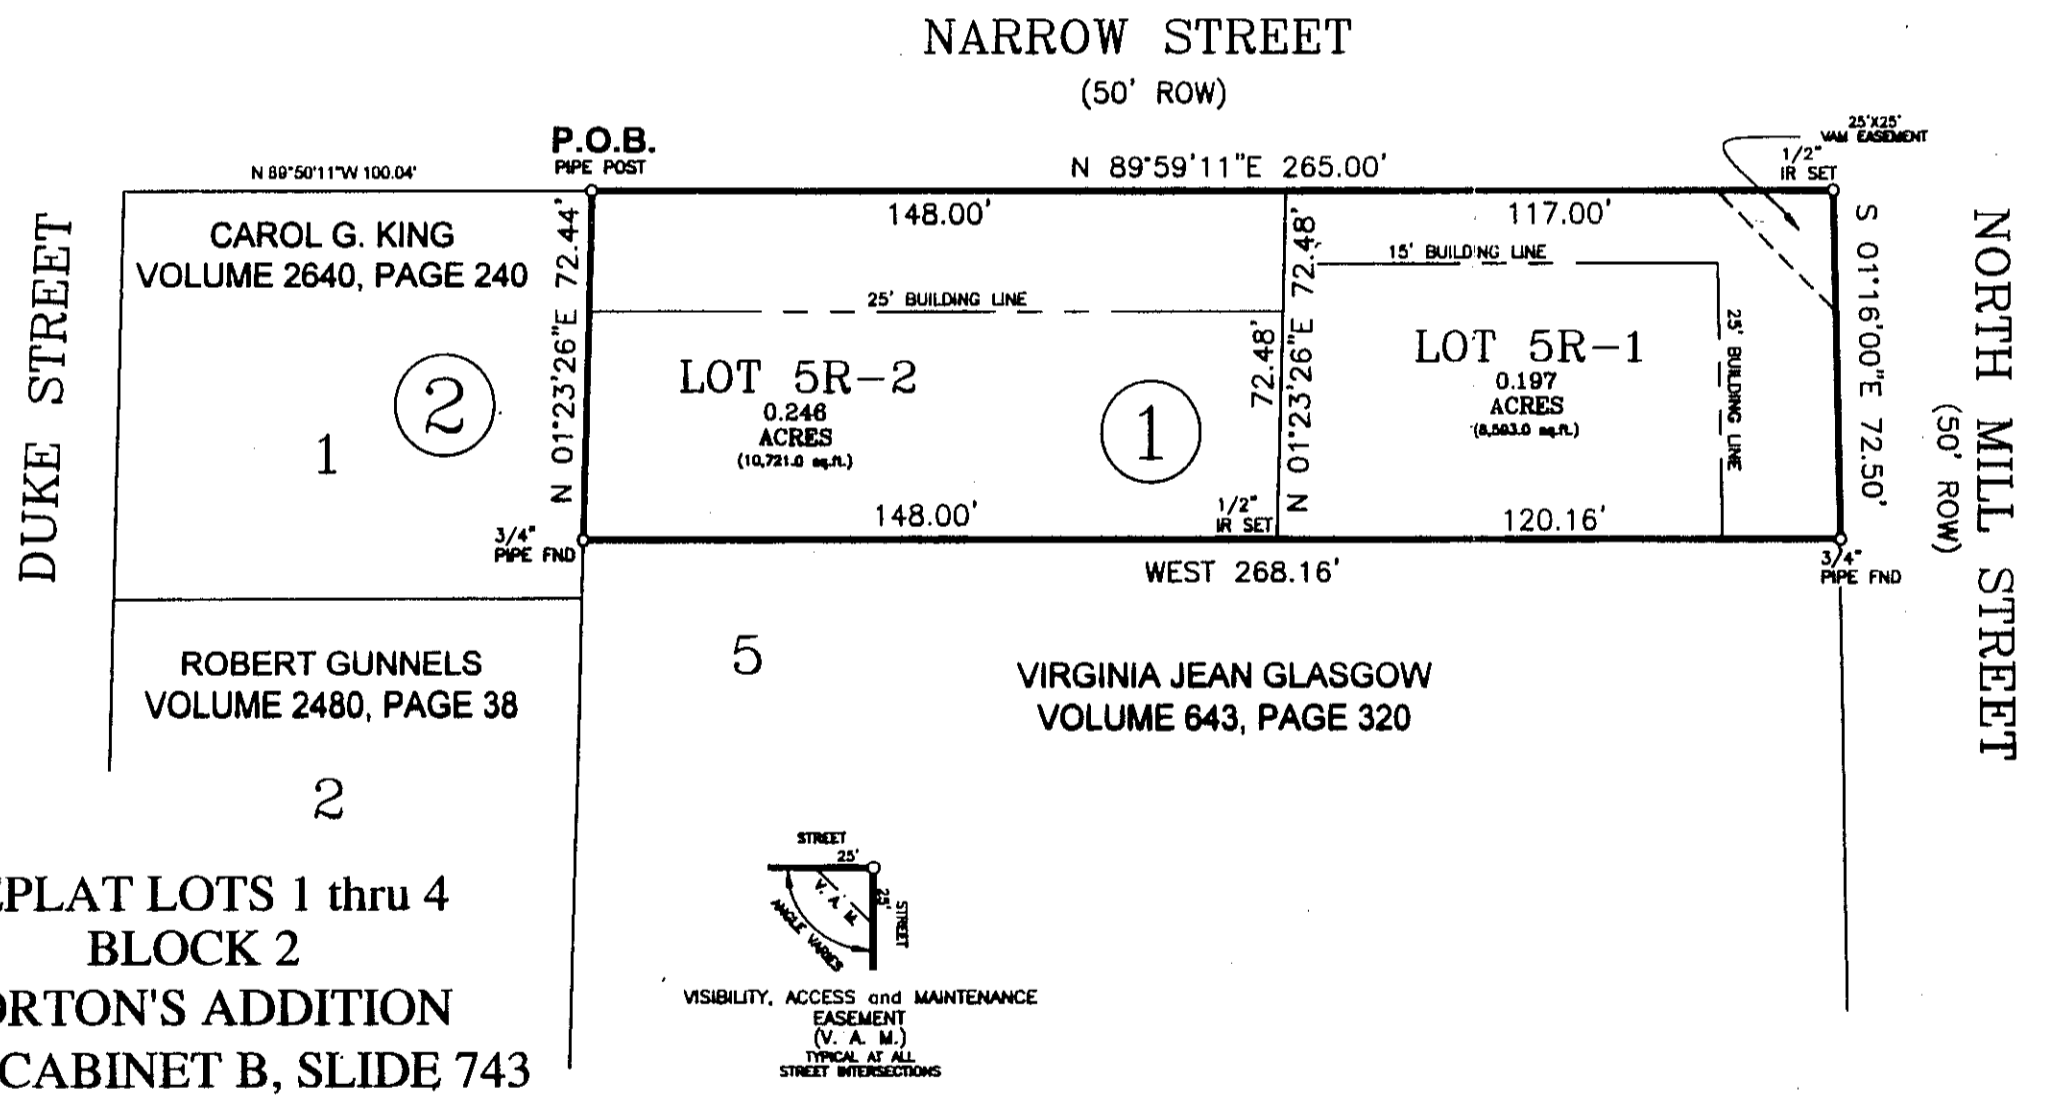 NARROW STREET
(50' ROW)
25'X25'
VAM EASEMENT
P.O.B.
PIPE POST
1/2"
IR SET
N 89°50'11"W 100.04'
N 89°59'11"E 265.00'
148.00'
117.00'
DUKE STREET
CAROL G. KING
VOLUME 2640, PAGE 240
2
1
N 01°23'26"E 72.44'
25' BUILDING LINE
LOT 5R-2
0.246
ACRES
(10,721.0 sq.ft.)
1
72.48'
N 01°23'26"E 72.48'
15' BUILDING LINE
LOT 5R-1
0.197
ACRES
(8,593.0 sq.ft.)
25' BUILDING LINE
S 01°16'00"E 72.50'
NORTH MILL STREET
(50' ROW)
3/4"
PIPE FND
148.00'
1/2"
IR SET
120.16'
WEST 268.16'
3/4"
PIPE FND
ROBERT GUNNELS
VOLUME 2480, PAGE 38
2
5
VIRGINIA JEAN GLASGOW
VOLUME 643, PAGE 320
EPLAT LOTS 1 thru 4
BLOCK 2
ORTON'S ADDITION
CABINET B, SLIDE 743
STREET
25'
V. A. M.
25'
STREET
ANGLE VARIES
VISIBILITY, ACCESS and MAINTENANCE
EASEMENT
(V. A. M.)
TYPICAL AT ALL
STREET INTERSECTIONS